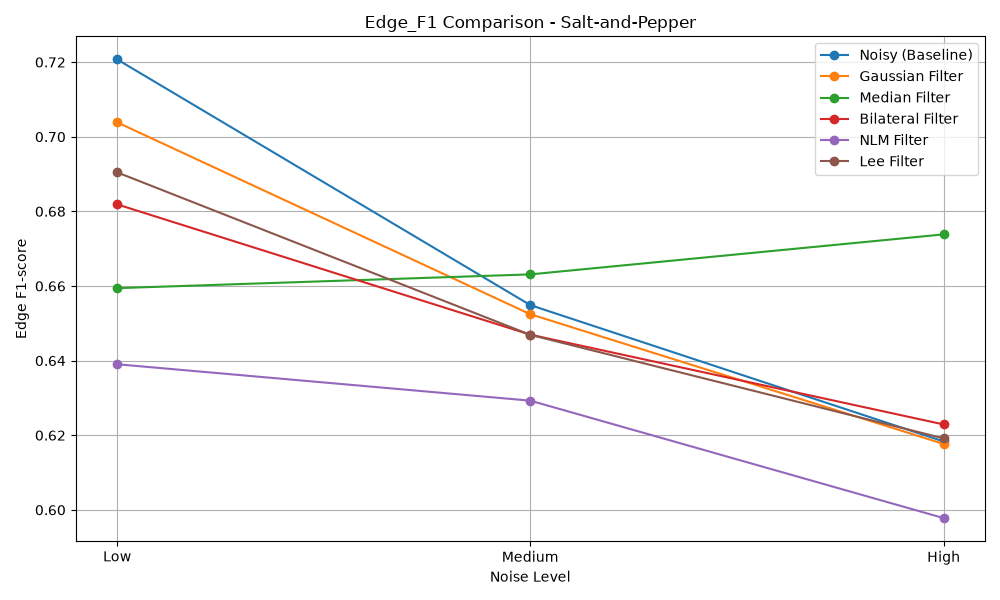 Edge_F1 Comparison - Salt-and-Pepper
Edge F1-score
0.72
0.70
0.68
0.66
0.64
0.62
0.60
Noisy (Baseline)
Gaussian Filter
Median Filter
Bilateral Filter
NLM Filter
Lee Filter
Low
Medium
High
Noise Level